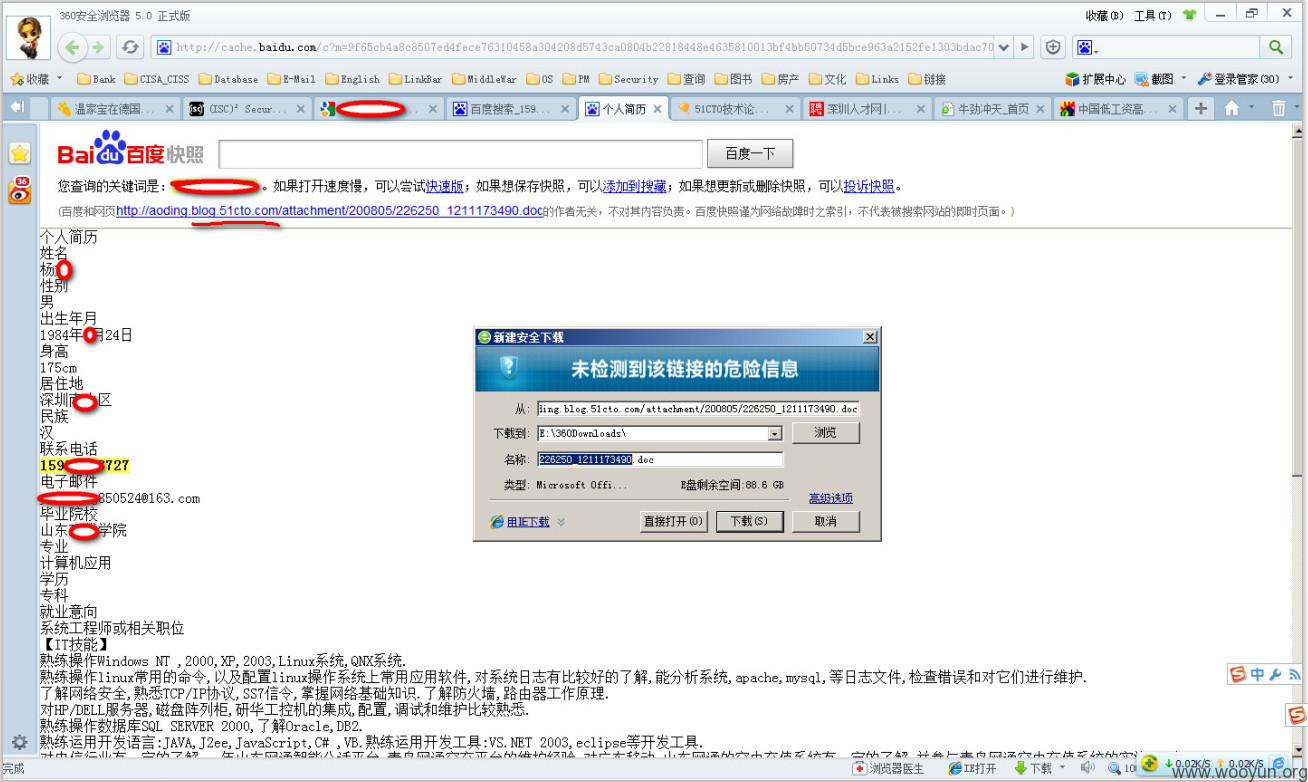 360安全浏览器 5.0 正式版
收藏(B) 工具(T)
http://cache.baidu.com/c?m=9f65cb4a8c8507ed4fece76310458a304208d5743ca0804b22818448e4635810013bf4bb50734d5bce963a2152fe1303bdac70
收藏 Bank CISA_CISS Database E-Mail English LinkBar MiddleWar OS PM Security 查询 图书 房产 文化 Links 链接 扩展中心 截图 登录管家(30)
温家宝在德国... (ISC)² Secur... 百度搜索_159... 个人简历 51CTO技术论... 深圳人才网|... 牛劲冲天_首页 中国低工资高...
Baidu百度快照 百度一下
36
您查询的关键词是: 。如果打开速度慢，可以尝试快速版；如果想保存快照，可以添加到搜藏；如果想更新或删除快照，可以投诉快照。
(百度和网页http://aoding.blog.51cto.com/attachment/200805/226250_1211173490.doc的作者无关，不对其内容负责。百度快照谨为网络故障时之索引，不代表被搜索网站的即时页面。)
个人简历
姓名
杨
性别
男
出生年月
1984年 月24日
身高
175cm
居住地
深圳 区
民族
汉
联系电话
159 3727
电子邮件
850524@163.com
毕业院校
山东 学院
专业
计算机应用
学历
专科
就业意向
系统工程师或相关职位
【IT技能】
熟练操作Windows NT ,2000,XP,2003,Linux系统,QNX系统.
熟练操作linux常用的命令,以及配置linux操作系统上常用应用软件,对系统日志有比较好的了解,能分析系统,apache,mysql,等日志文件,检查错误和对它们进行维护.
了解网络安全,熟悉TCP/IP协议,SS7信令,掌握网络基础知识.了解防火墙,路由器工作原理.
对HP/DELL服务器,磁盘阵列柜,研华工控机的集成,配置,调试和维护比较熟悉.
熟练操作数据库SQL SERVER 2000,了解Oracle,DB2.
熟练运用开发语言:JAVA,J2ee,JavaScript,C# ,VB.熟练运用开发工具:VS.NET 2003,eclipse等开发工具.
新建安全下载
未检测到该链接的危险信息
从: ling.blog.51cto.com/attachment/200805/226250_1211173490.doc
下载到: E:\360Downloads\ 浏览
名称: 226250_1211173490.doc
类型: Microsoft Offi... E盘剩余空间:88.6 GB
高级选项
用IE下载 直接打开(O) 下载(S) 取消
中
完成 浏览器医生 IE打开 下载 10 0.02K/S 0.02K/S
www.wooyun.org